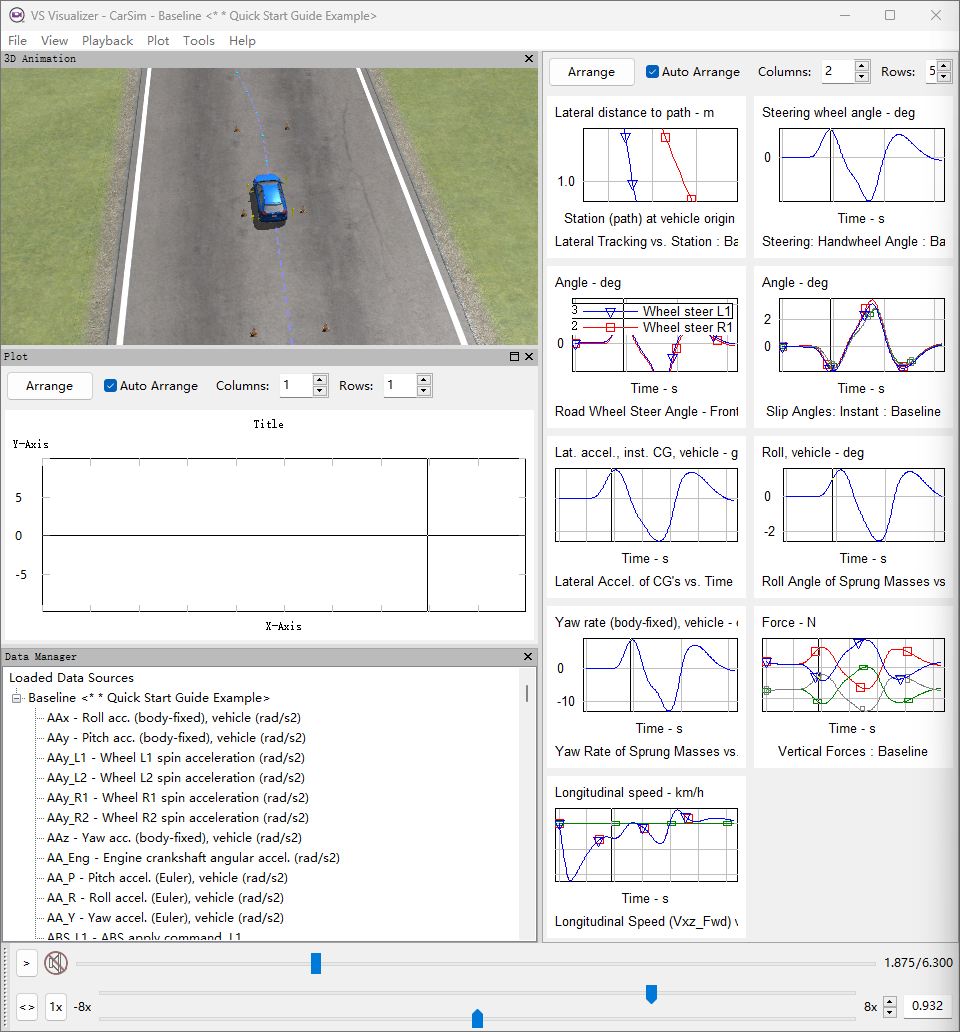 VS Visualizer - CarSim - Baseline <* * Quick Start Guide Example>
File View Playback Plot Tools Help
3D Animation
Plot
Arrange Auto Arrange Columns: 1 Rows: 1
Title
Y-Axis
5
0
-5
X-Axis
Data Manager
Loaded Data Sources
Baseline <* * Quick Start Guide Example>
AAx - Roll acc. (body-fixed), vehicle (rad/s2)
AAy - Pitch acc. (body-fixed), vehicle (rad/s2)
AAy_L1 - Wheel L1 spin acceleration (rad/s2)
AAy_L2 - Wheel L2 spin acceleration (rad/s2)
AAy_R1 - Wheel R1 spin acceleration (rad/s2)
AAy_R2 - Wheel R2 spin acceleration (rad/s2)
AAz - Yaw acc. (body-fixed), vehicle (rad/s2)
AA_Eng - Engine crankshaft angular accel. (rad/s2)
AA_P - Pitch accel. (Euler), vehicle (rad/s2)
AA_R - Roll accel. (Euler), vehicle (rad/s2)
AA_Y - Yaw accel. (Euler), vehicle (rad/s2)
ABS_L1 - ABS apply command, L1
Arrange Auto Arrange Columns: 2 Rows: 5
Lateral distance to path - m
1.0
Station (path) at vehicle origin
Lateral Tracking vs. Station : Ba
Steering wheel angle - deg
0
Time - s
Steering: Handwheel Angle : Ba
Angle - deg
3 Wheel steer L1
2 Wheel steer R1
0
Time - s
Road Wheel Steer Angle - Front
Angle - deg
2
0
Time - s
Slip Angles: Instant : Baseline
Lat. accel., inst. CG, vehicle - g
Time - s
Lateral Accel. of CG's vs. Time
Roll, vehicle - deg
0
-2
Time - s
Roll Angle of Sprung Masses vs
Yaw rate (body-fixed), vehicle -
0
-10
Time - s
Yaw Rate of Sprung Masses vs.
Force - N
Time - s
Vertical Forces : Baseline
Longitudinal speed - km/h
Time - s
Longitudinal Speed (Vxz_Fwd) v
> 1.875/6.300
<> 1x -8x 8x 0.932